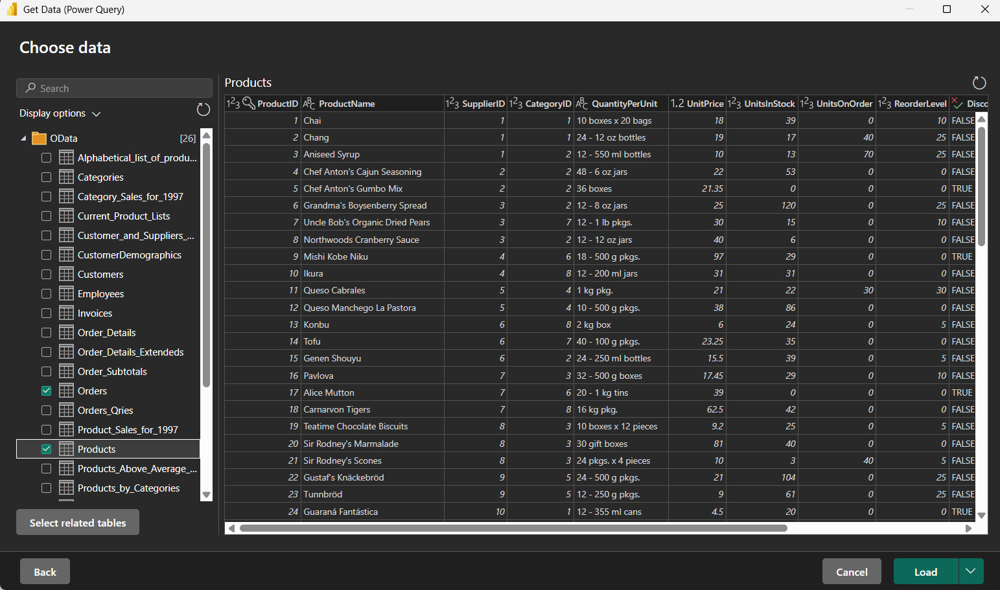 Get Data (Power Query)
Choose data
Search
Display options
OData [26]
Alphabetical_list_of_produ...
Categories
Category_Sales_for_1997
Current_Product_Lists
Customer_and_Suppliers_...
CustomerDemographics
Customers
Employees
Invoices
Order_Details
Order_Details_Extendeds
Order_Subtotals
Orders
Orders_Qries
Product_Sales_for_1997
Products
Products_Above_Average_...
Products_by_Categories
Select related tables
Products
123 ProductID ABC ProductName 123 SupplierID 123 CategoryID ABC QuantityPerUnit 1.2 UnitPrice 123 UnitsInStock 123 UnitsOnOrder 123 ReorderLevel Disco
1 Chai 1 1 10 boxes x 20 bags 18 39 0 10 FALSE
2 Chang 1 1 24 - 12 oz bottles 19 17 40 25 FALSE
3 Aniseed Syrup 1 2 12 - 550 ml bottles 10 13 70 25 FALSE
4 Chef Anton's Cajun Seasoning 2 2 48 - 6 oz jars 22 53 0 0 FALSE
5 Chef Anton's Gumbo Mix 2 2 36 boxes 21.35 0 0 0 TRUE
6 Grandma's Boysenberry Spread 3 2 12 - 8 oz jars 25 120 0 25 FALSE
7 Uncle Bob's Organic Dried Pears 3 7 12 - 1 lb pkgs. 30 15 0 10 FALSE
8 Northwoods Cranberry Sauce 3 2 12 - 12 oz jars 40 6 0 0 FALSE
9 Mishi Kobe Niku 4 6 18 - 500 g pkgs. 97 29 0 0 TRUE
10 Ikura 4 8 12 - 200 ml jars 31 31 0 0 FALSE
11 Queso Cabrales 5 4 1 kg pkg. 21 22 30 30 FALSE
12 Queso Manchego La Pastora 5 4 10 - 500 g pkgs. 38 86 0 0 FALSE
13 Konbu 6 8 2 kg box 6 24 0 5 FALSE
14 Tofu 6 7 40 - 100 g pkgs. 23.25 35 0 0 FALSE
15 Genen Shouyu 6 2 24 - 250 ml bottles 15.5 39 0 5 FALSE
16 Pavlova 7 3 32 - 500 g boxes 17.45 29 0 10 FALSE
17 Alice Mutton 7 6 20 - 1 kg tins 39 0 0 0 TRUE
18 Carnarvon Tigers 7 8 16 kg pkg. 62.5 42 0 0 FALSE
19 Teatime Chocolate Biscuits 8 3 10 boxes x 12 pieces 9.2 25 0 5 FALSE
20 Sir Rodney's Marmalade 8 3 30 gift boxes 81 40 0 0 FALSE
21 Sir Rodney's Scones 8 3 24 pkgs. x 4 pieces 10 3 40 5 FALSE
22 Gustaf's Knäckebröd 9 5 24 - 500 g pkgs. 21 104 0 25 FALSE
23 Tunnbröd 9 5 12 - 250 g pkgs. 9 61 0 25 FALSE
24 Guaraná Fantástica 10 1 12 - 355 ml cans 4.5 20 0 0 TRUE
Back
Cancel
Load